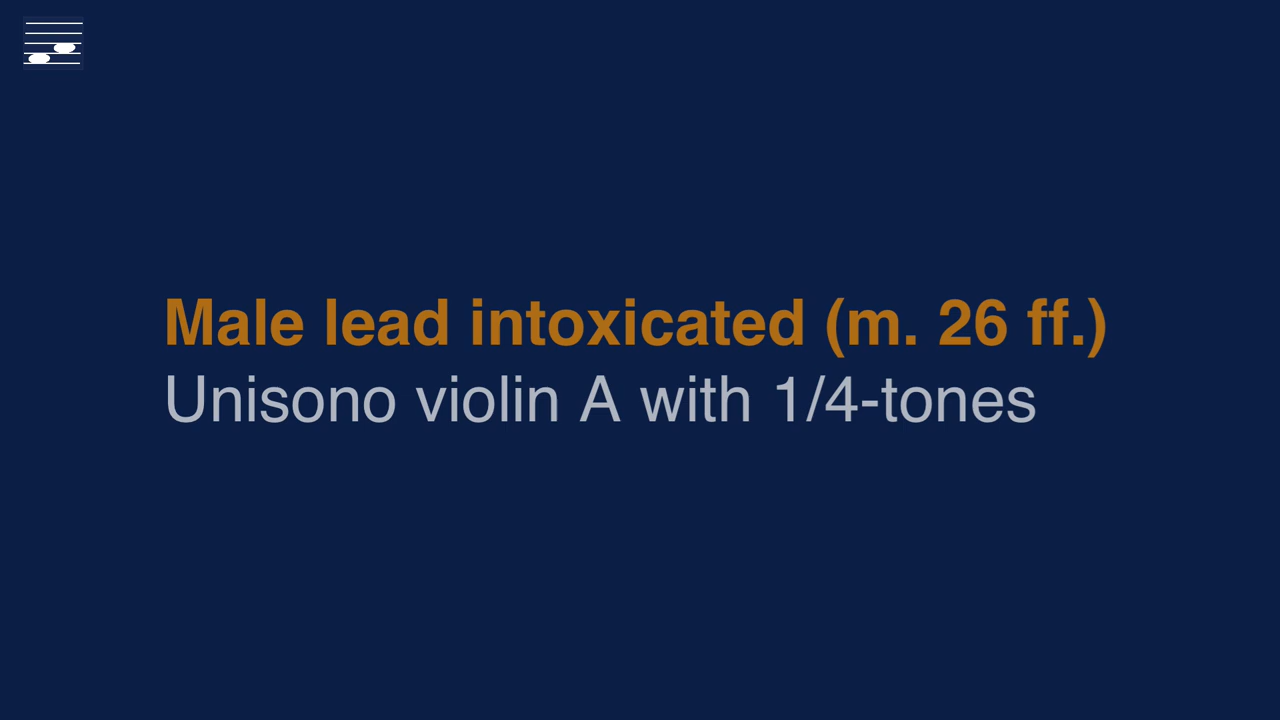 Male lead intoxicated (m. 26 ff.)
Unisono violin A with 1/4-tones